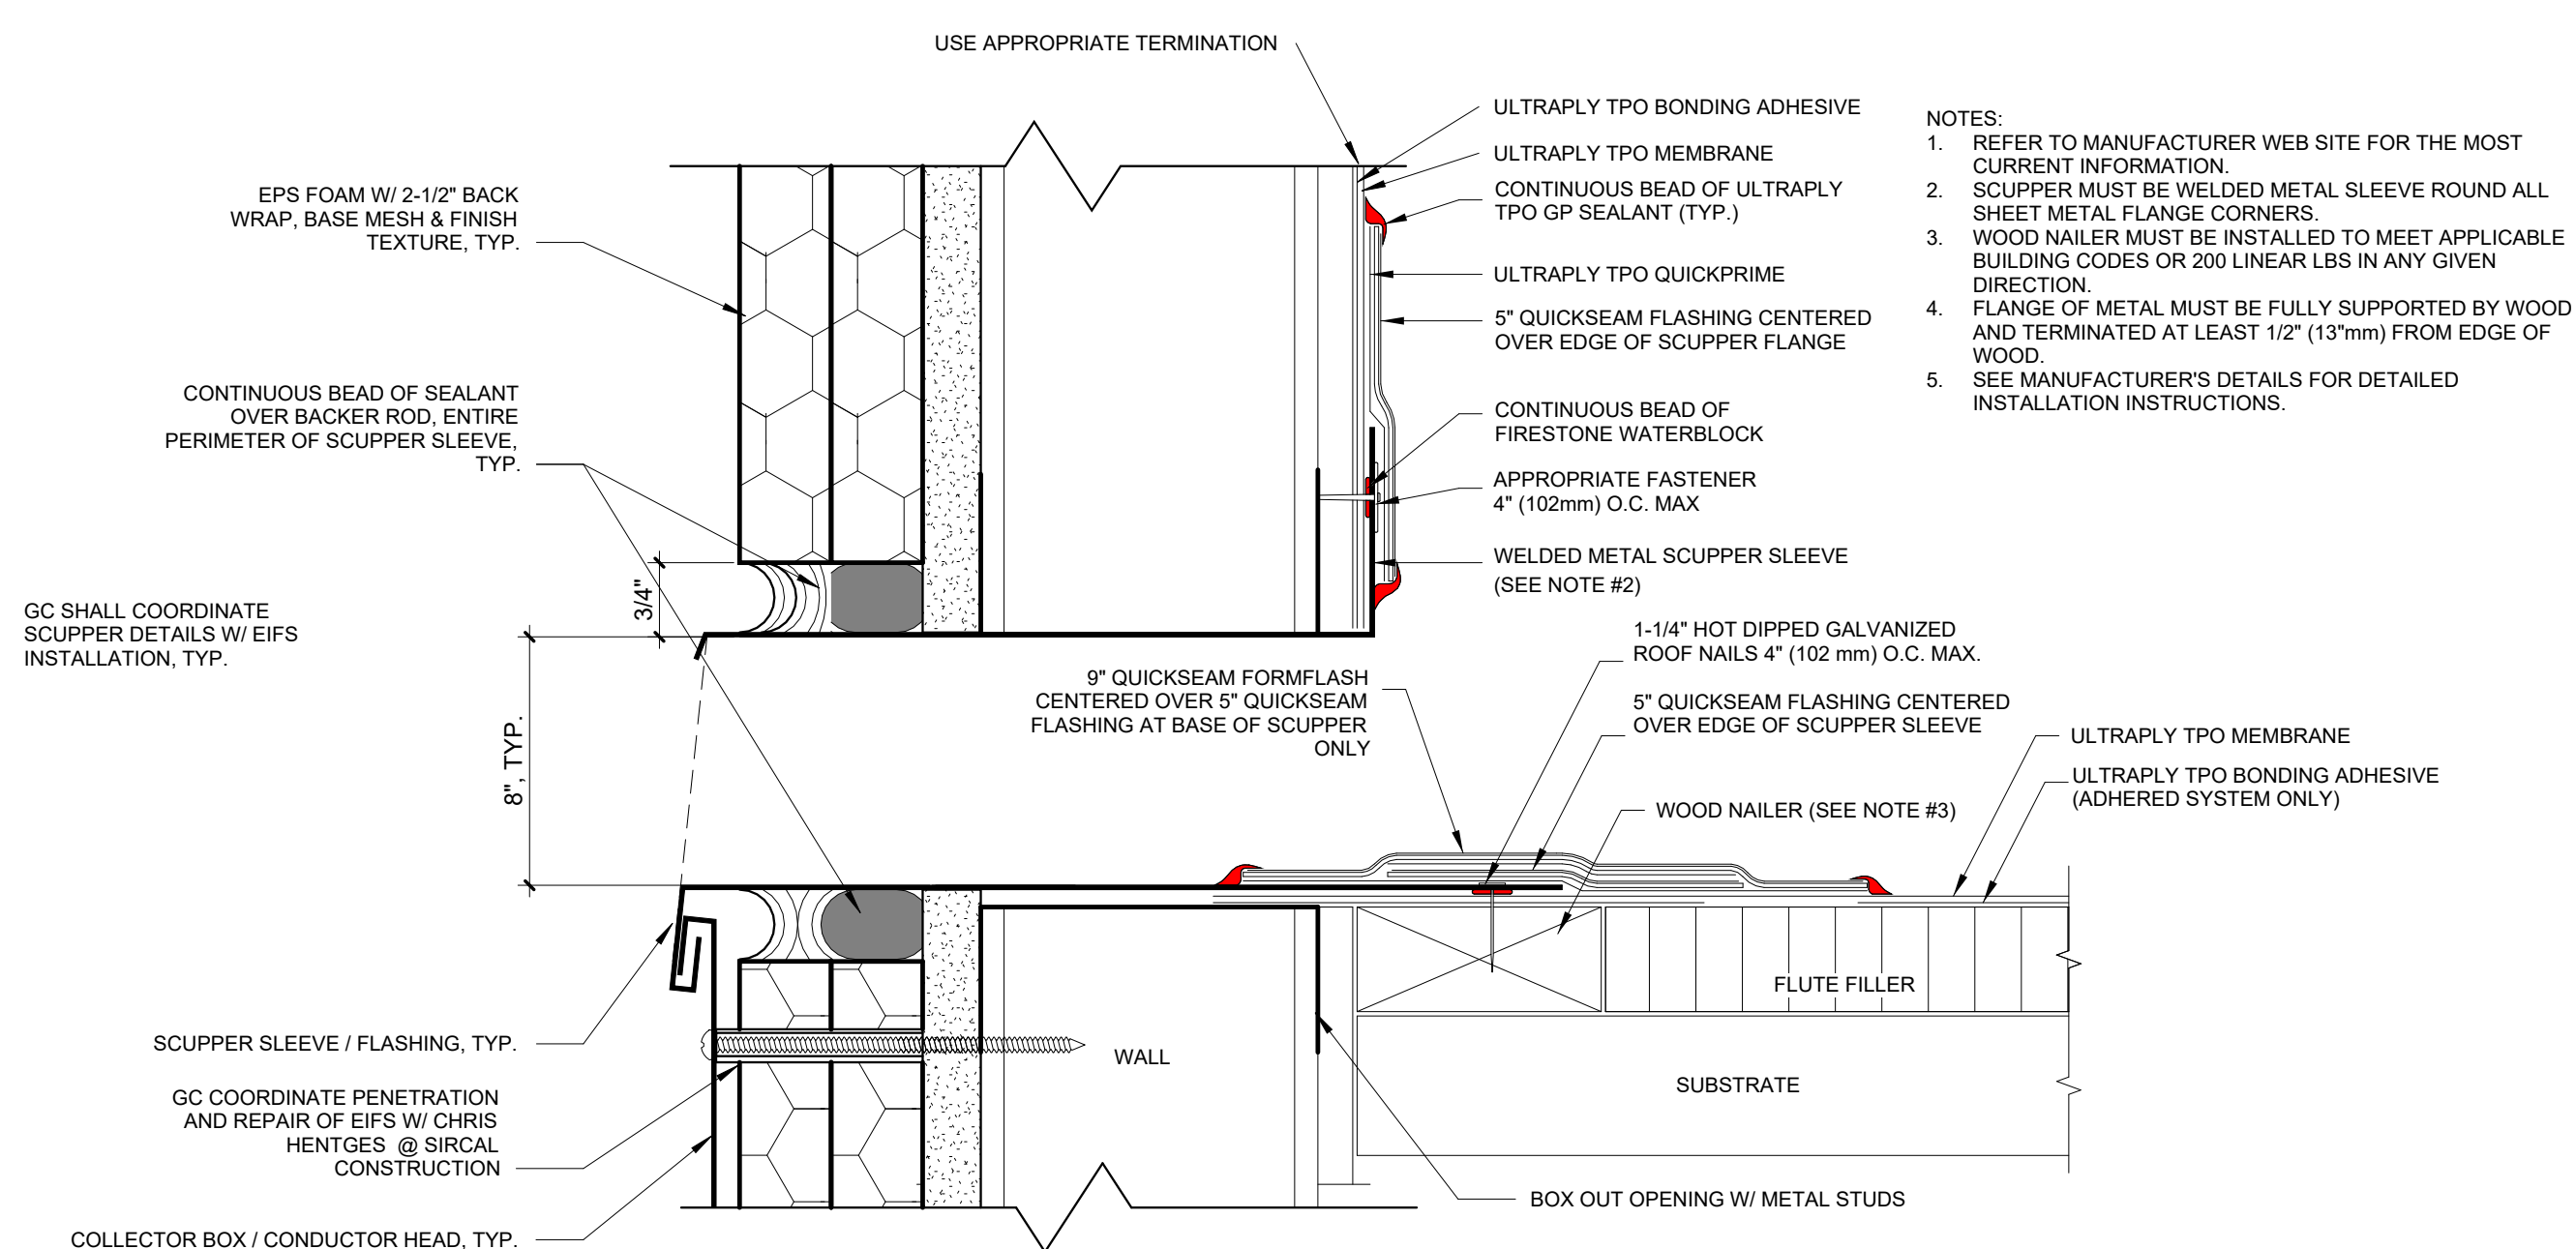 USE APPROPRIATE TERMINATION
EPS FOAM W/ 2-1/2" BACK
WRAP, BASE MESH & FINISH
TEXTURE, TYP.
CONTINUOUS BEAD OF SEALANT
OVER BACKER ROD, ENTIRE
PERIMETER OF SCUPPER SLEEVE,
TYP.
GC SHALL COORDINATE
SCUPPER DETAILS W/ EIFS
INSTALLATION, TYP.
3/4"
8", TYP.
SCUPPER SLEEVE / FLASHING, TYP.
GC COORDINATE PENETRATION
AND REPAIR OF EIFS W/ CHRIS
HENTGES @ SIRCAL
CONSTRUCTION
COLLECTOR BOX / CONDUCTOR HEAD, TYP.
ULTRAPLY TPO BONDING ADHESIVE
ULTRAPLY TPO MEMBRANE
CONTINUOUS BEAD OF ULTRAPLY
TPO GP SEALANT (TYP.)
ULTRAPLY TPO QUICKPRIME
5" QUICKSEAM FLASHING CENTERED
OVER EDGE OF SCUPPER FLANGE
CONTINUOUS BEAD OF
FIRESTONE WATERBLOCK
APPROPRIATE FASTENER
4" (102mm) O.C. MAX
WELDED METAL SCUPPER SLEEVE
(SEE NOTE #2)
1-1/4" HOT DIPPED GALVANIZED
ROOF NAILS 4" (102 mm) O.C. MAX.
9" QUICKSEAM FORMFLASH
CENTERED OVER 5" QUICKSEAM
FLASHING AT BASE OF SCUPPER
ONLY
5" QUICKSEAM FLASHING CENTERED
OVER EDGE OF SCUPPER SLEEVE
WOOD NAILER (SEE NOTE #3)
ULTRAPLY TPO MEMBRANE
ULTRAPLY TPO BONDING ADHESIVE
(ADHERED SYSTEM ONLY)
FLUTE FILLER
WALL
SUBSTRATE
BOX OUT OPENING W/ METAL STUDS
NOTES:
1. REFER TO MANUFACTURER WEB SITE FOR THE MOST
CURRENT INFORMATION.
2. SCUPPER MUST BE WELDED METAL SLEEVE ROUND ALL
SHEET METAL FLANGE CORNERS.
3. WOOD NAILER MUST BE INSTALLED TO MEET APPLICABLE
BUILDING CODES OR 200 LINEAR LBS IN ANY GIVEN
DIRECTION.
4. FLANGE OF METAL MUST BE FULLY SUPPORTED BY WOOD
AND TERMINATED AT LEAST 1/2" (13"mm) FROM EDGE OF
WOOD.
5. SEE MANUFACTURER'S DETAILS FOR DETAILED
INSTALLATION INSTRUCTIONS.